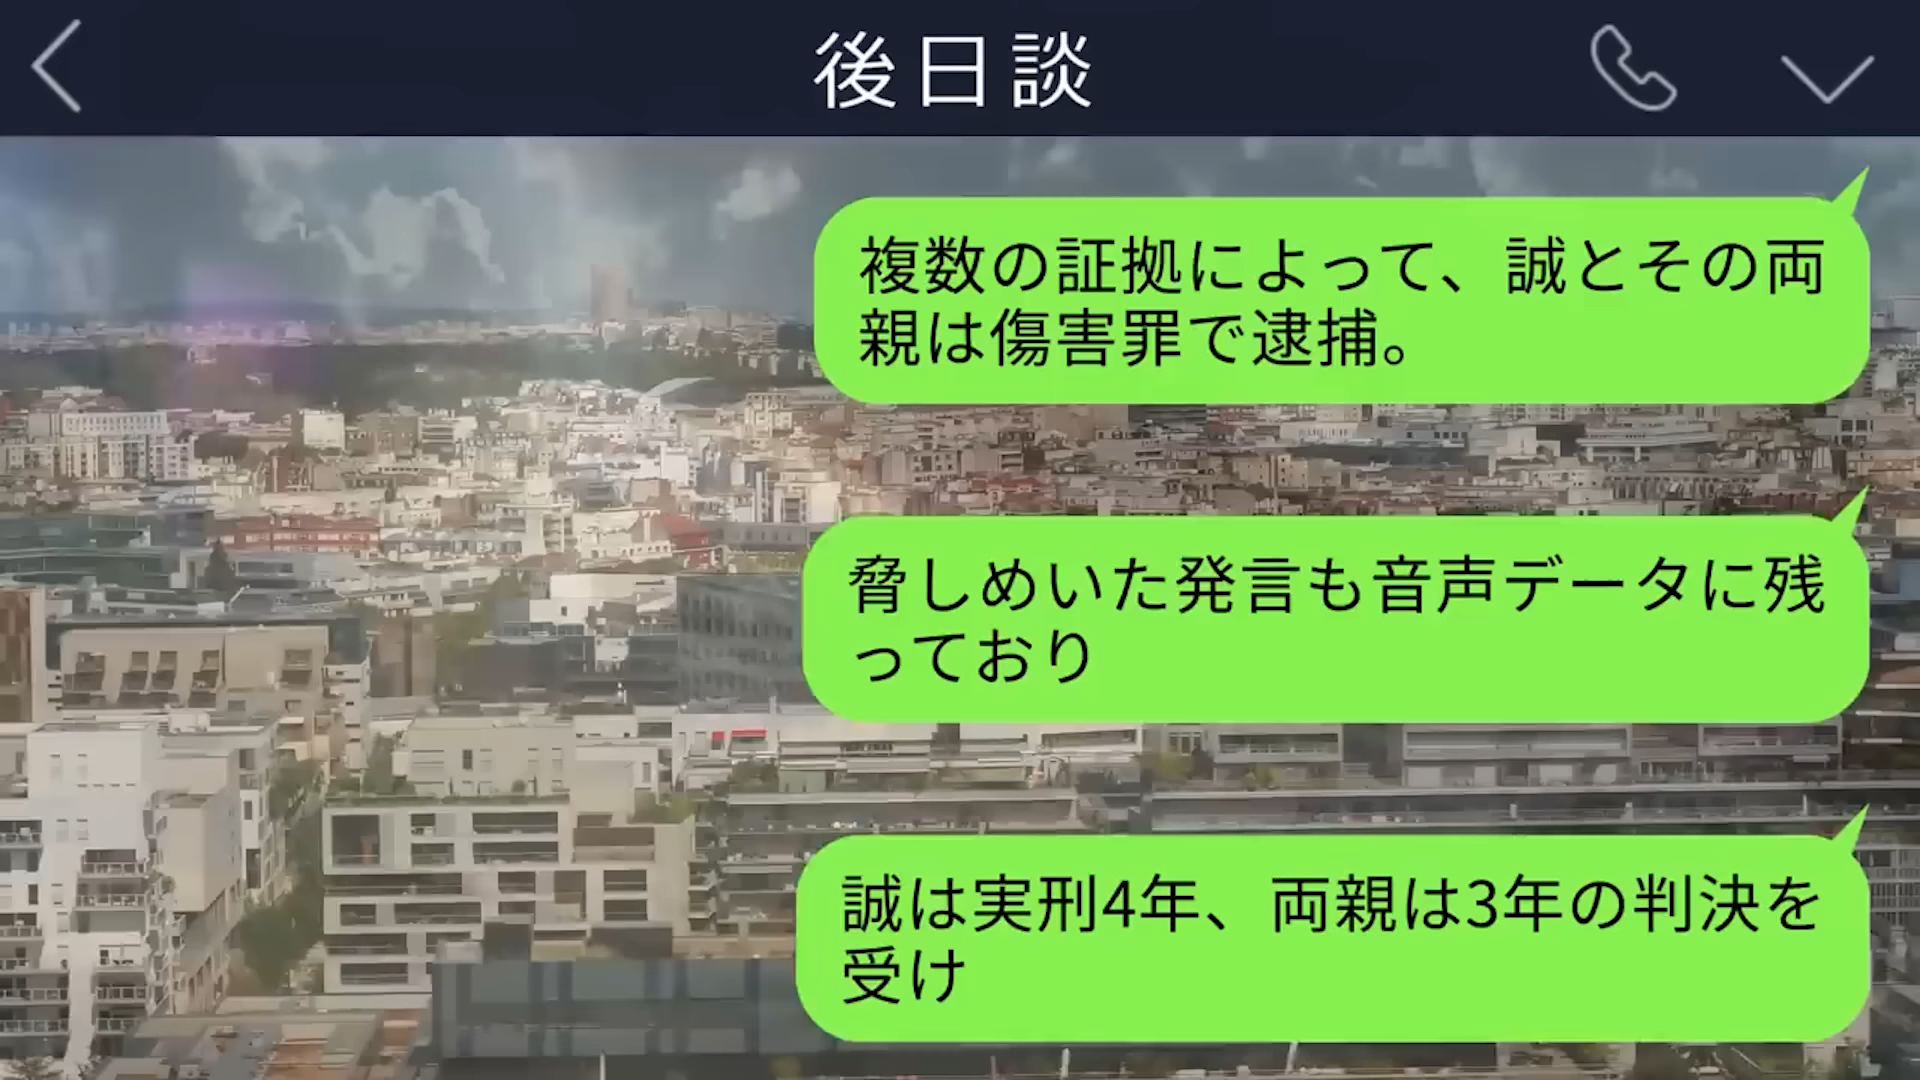 後日談
複数の証拠によって、誠とその両
親は傷害罪で逮捕。
脅しめいた発言も音声データに残
っており
誠は実刑4年、両親は3年の判決を
受け